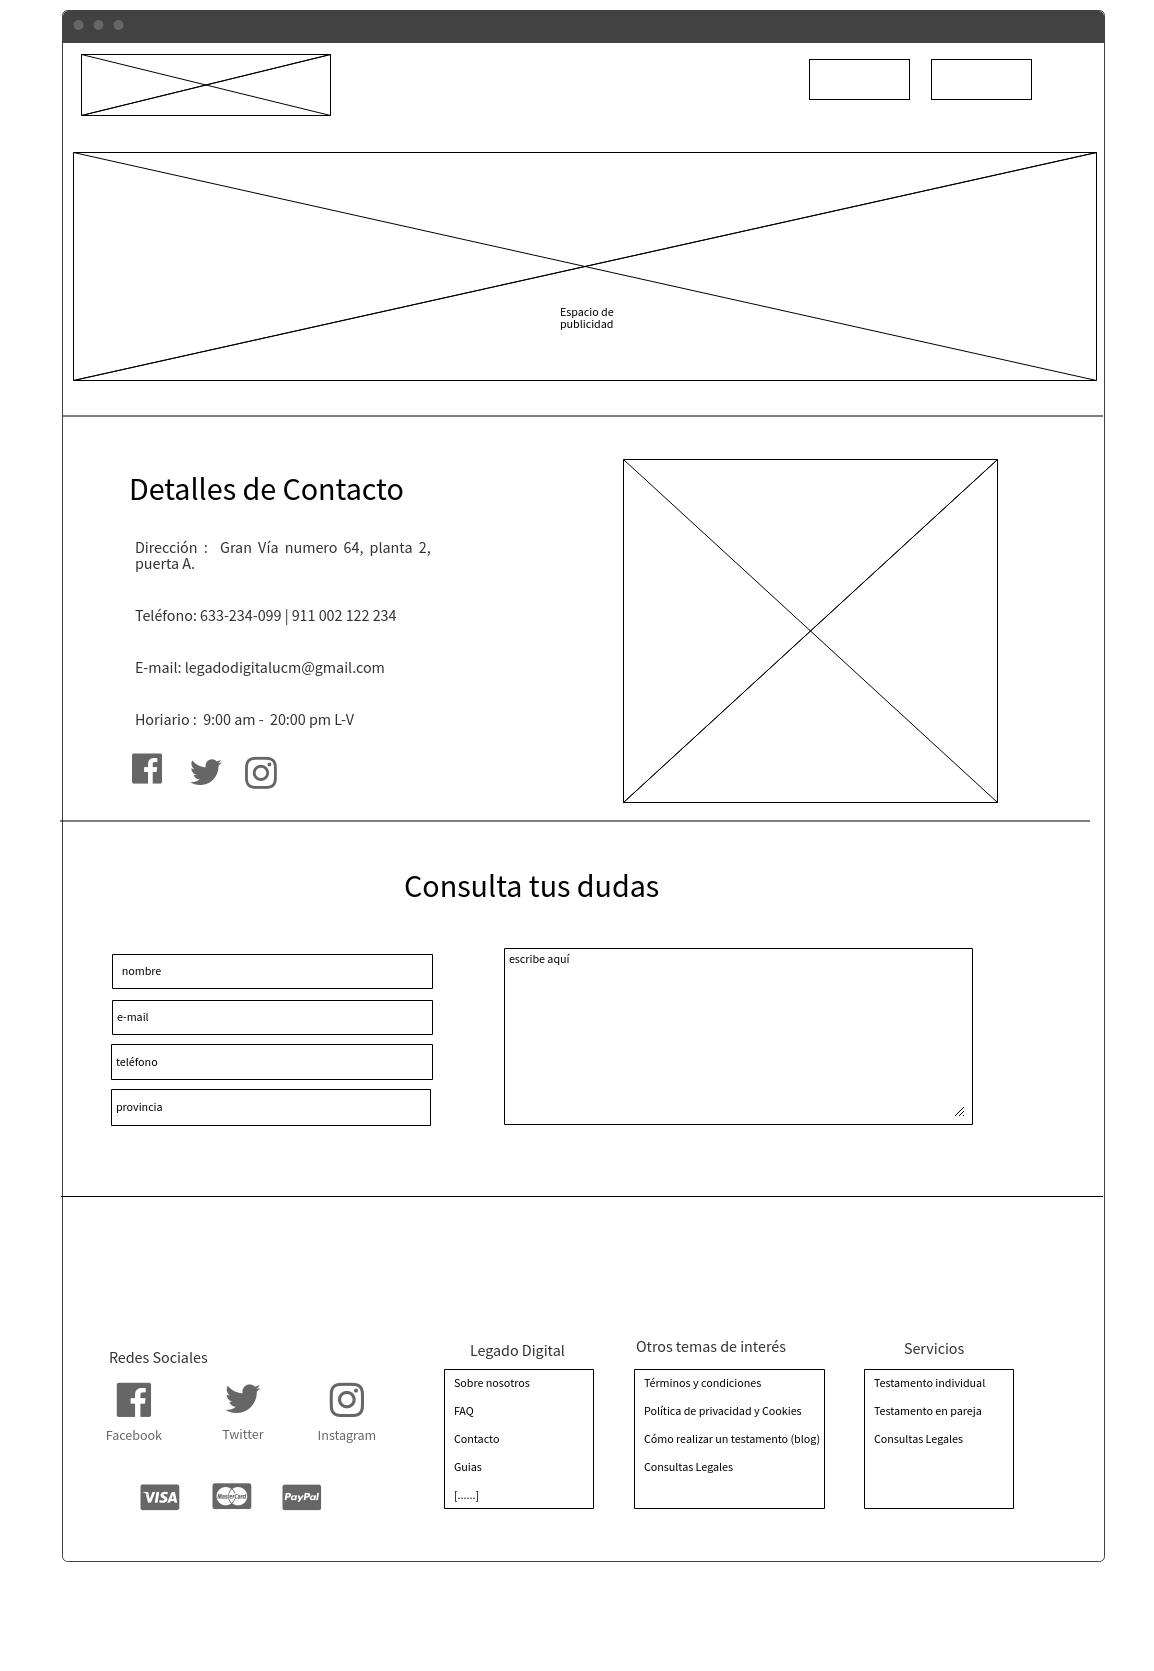 Espacio de
publicidad
Detalles de Contacto
Dirección : Gran Vía numero 64, planta 2,
puerta A.
Teléfono: 633-234-099 | 911 002 122 234
E-mail: legadodigitalucm@gmail.com
Horiario : 9:00 am - 20:00 pm L-V
Consulta tus dudas
nombre
e-mail
teléfono
provincia
escribe aquí
Redes Sociales
Facebook
Twitter
Instagram
VISA
MasterCard
PayPal
Legado Digital
Sobre nosotros
FAQ
Contacto
Guias
[......]
Otros temas de interés
Términos y condiciones
Política de privacidad y Cookies
Cómo realizar un testamento (blog)
Consultas Legales
Servicios
Testamento individual
Testamento en pareja
Consultas Legales